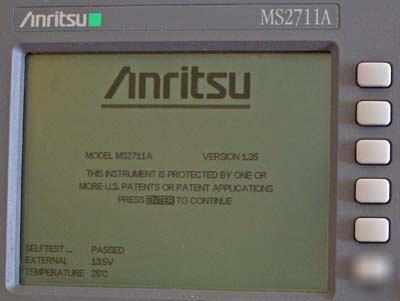 Anritsu MS2711A
Anritsu
MODEL MS2711A VERSION 1.35
THIS INSTRUMENT IS PROTECTED BY ONE OR
MORE U.S. PATENTS OR PATENT APPLICATIONS
PRESS ENTER TO CONTINUE
SELFTEST ... PASSED
EXTERNAL 13.5V
TEMPERATURE 25°C